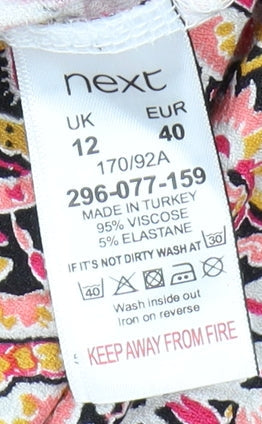 next
UK EUR
12 40
170/92A
296-077-159
MADE IN TURKEY
95% VISCOSE
5% ELASTANE
IF IT'S NOT DIRTY WASH AT 30
40
Wash inside out
Iron on reverse
KEEP AWAY FROM FIRE